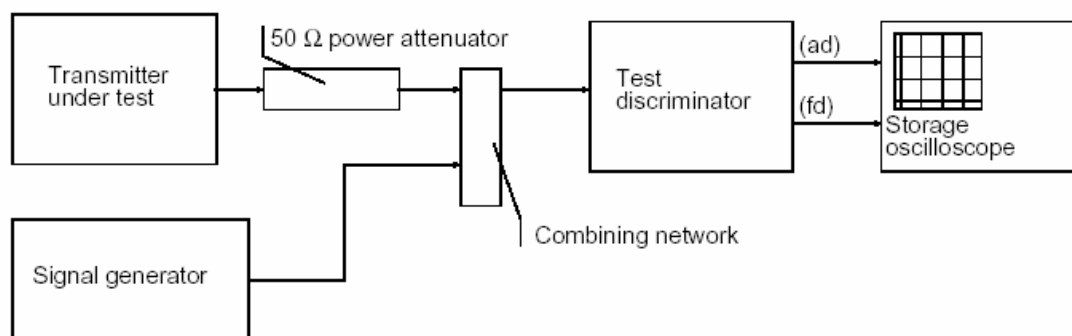 50 Ω power attenuator
Transmitter
under test
Test
discriminator
(ad)
(fd)
Storage
oscilloscope
Combining network
Signal generator